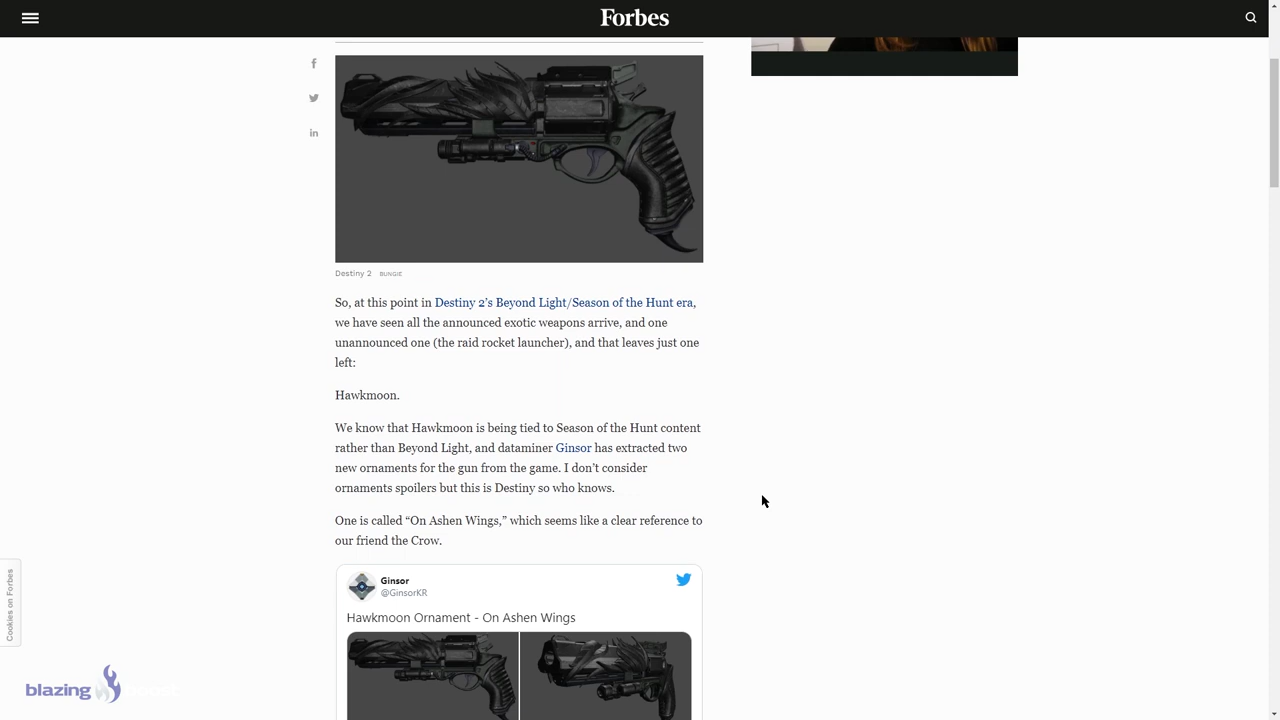 Forbes
Destiny 2 BUNGIE
So, at this point in Destiny 2’s Beyond Light/Season of the Hunt era,
we have seen all the announced exotic weapons arrive, and one
unannounced one (the raid rocket launcher), and that leaves just one
left:
Hawkmoon.
We know that Hawkmoon is being tied to Season of the Hunt content
rather than Beyond Light, and dataminer Ginsor has extracted two
new ornaments for the gun from the game. I don’t consider
ornaments spoilers but this is Destiny so who knows.
One is called “On Ashen Wings,” which seems like a clear reference to
our friend the Crow.
Ginsor
@GinsorKR
Hawkmoon Ornament - On Ashen Wings
Cookies on Forbes
blazing